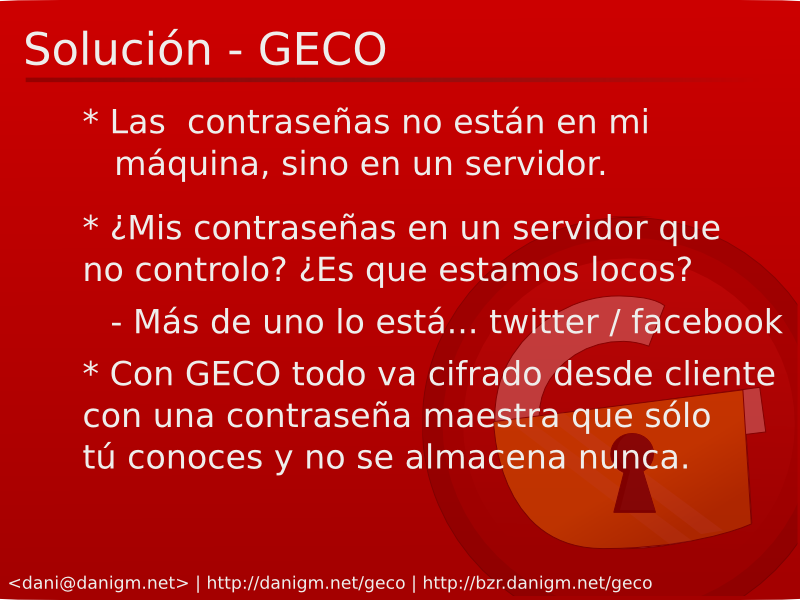 Solución - GECO
* Las  contraseñas no están en mi
máquina, sino en un servidor.
* ¿Mis contraseñas en un servidor que
no controlo? ¿Es que estamos locos?
- Más de uno lo está... twitter / facebook
* Con GECO todo va cifrado desde cliente
con una contraseña maestra que sólo
tú conoces y no se almacena nunca.
<dani@danigm.net> | http://danigm.net/geco | http://bzr.danigm.net/geco